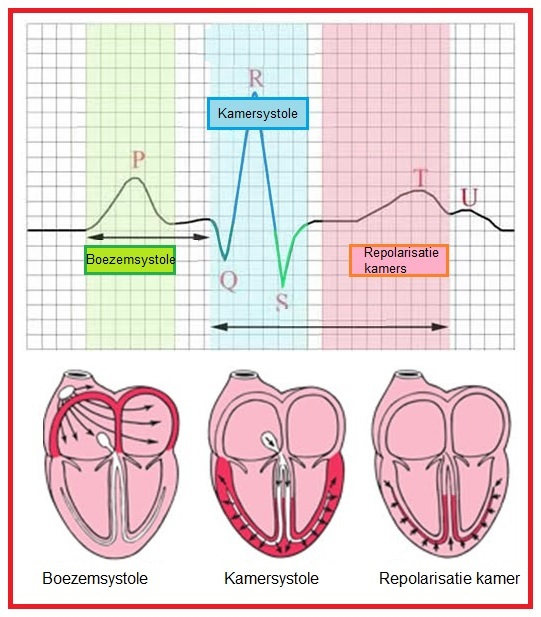 R
Kamersystole
P
T
U
Boezemsystole
Repolarisatie
kamers
Q
S
Boezemsystole
Kamersystole
Repolarisatie kamer